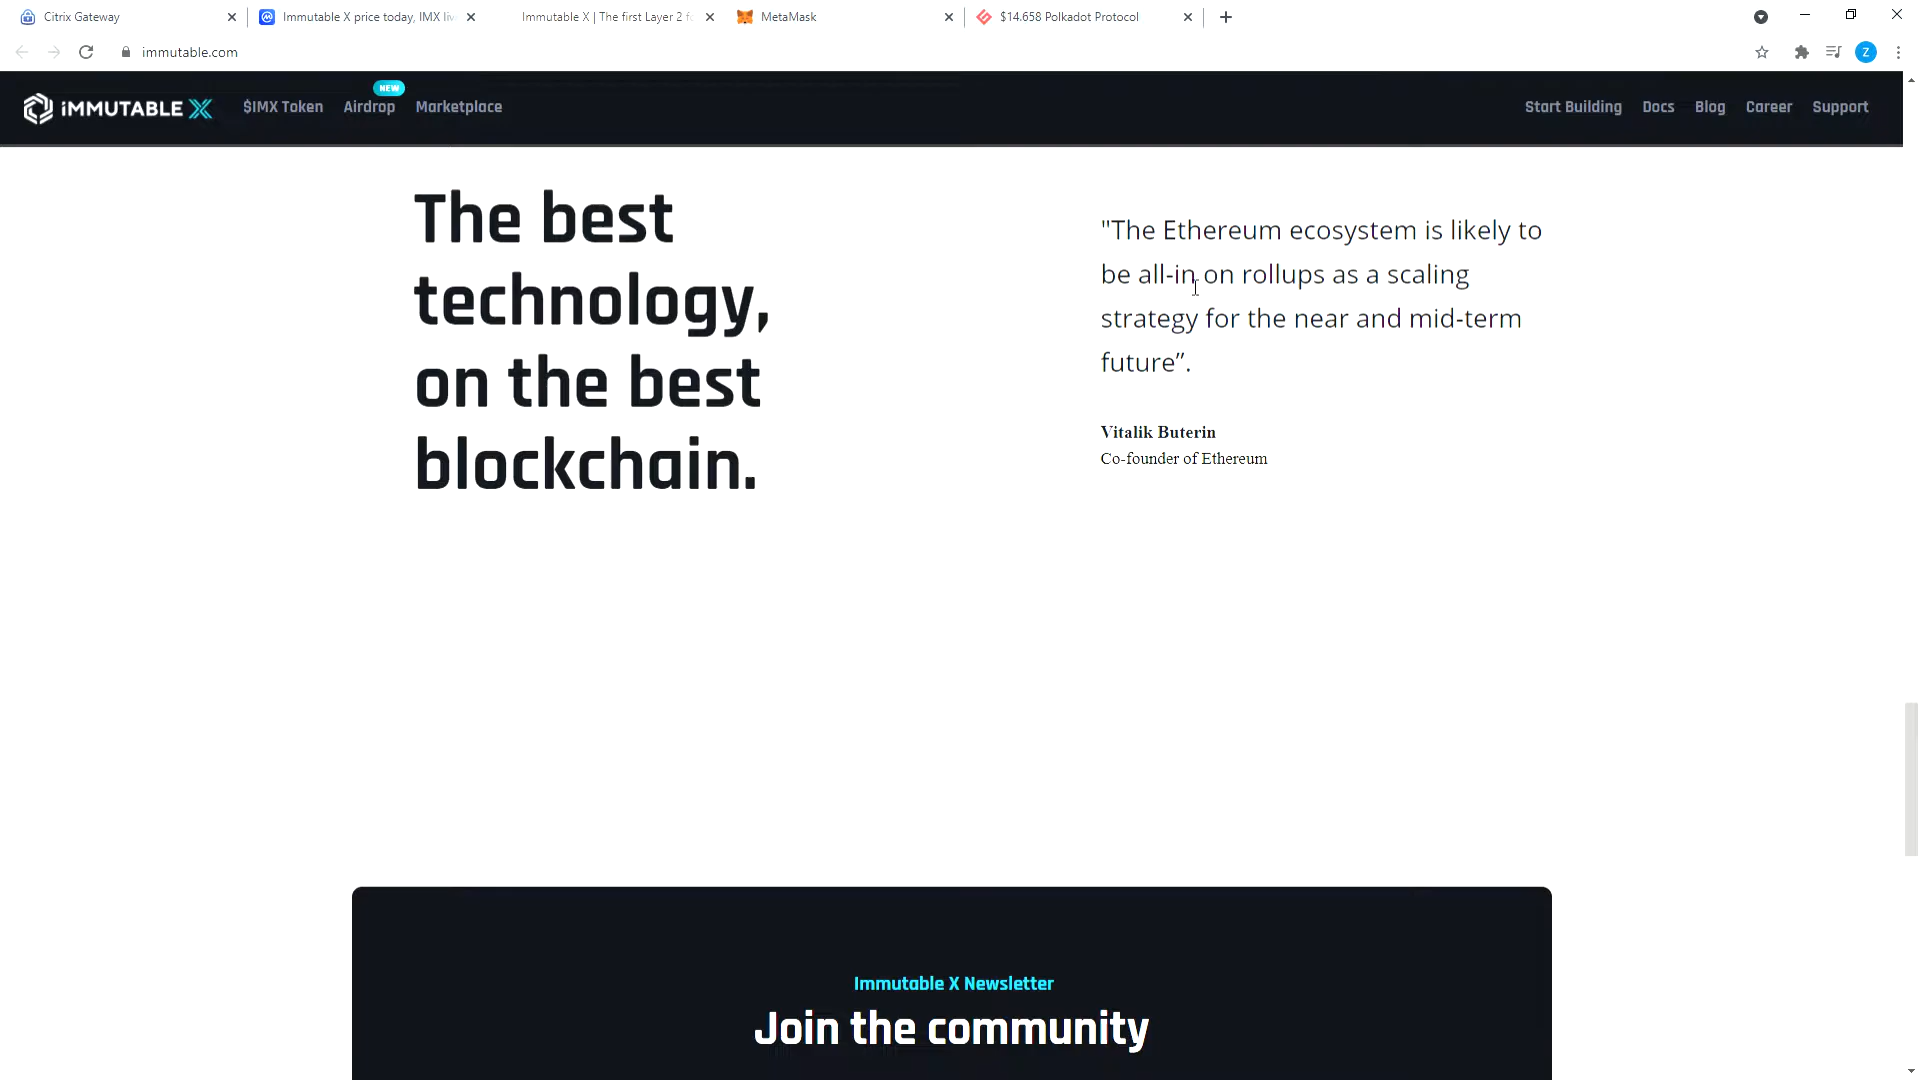 Citrix Gateway
Immutable X price today, IMX liv
Immutable X | The first Layer 2 f
MetaMask
$14.658 Polkadot Protocol
immutable.com
Z
iMMUTABLE X
$IMX Token
Airdrop
NEW
Marketplace
Start Building
Docs
Blog
Career
Support
The best
technology,
on the best
blockchain.
"The Ethereum ecosystem is likely to
be all-in on rollups as a scaling
strategy for the near and mid-term
future”.
Vitalik Buterin
Co-founder of Ethereum
Immutable X Newsletter
Join the community